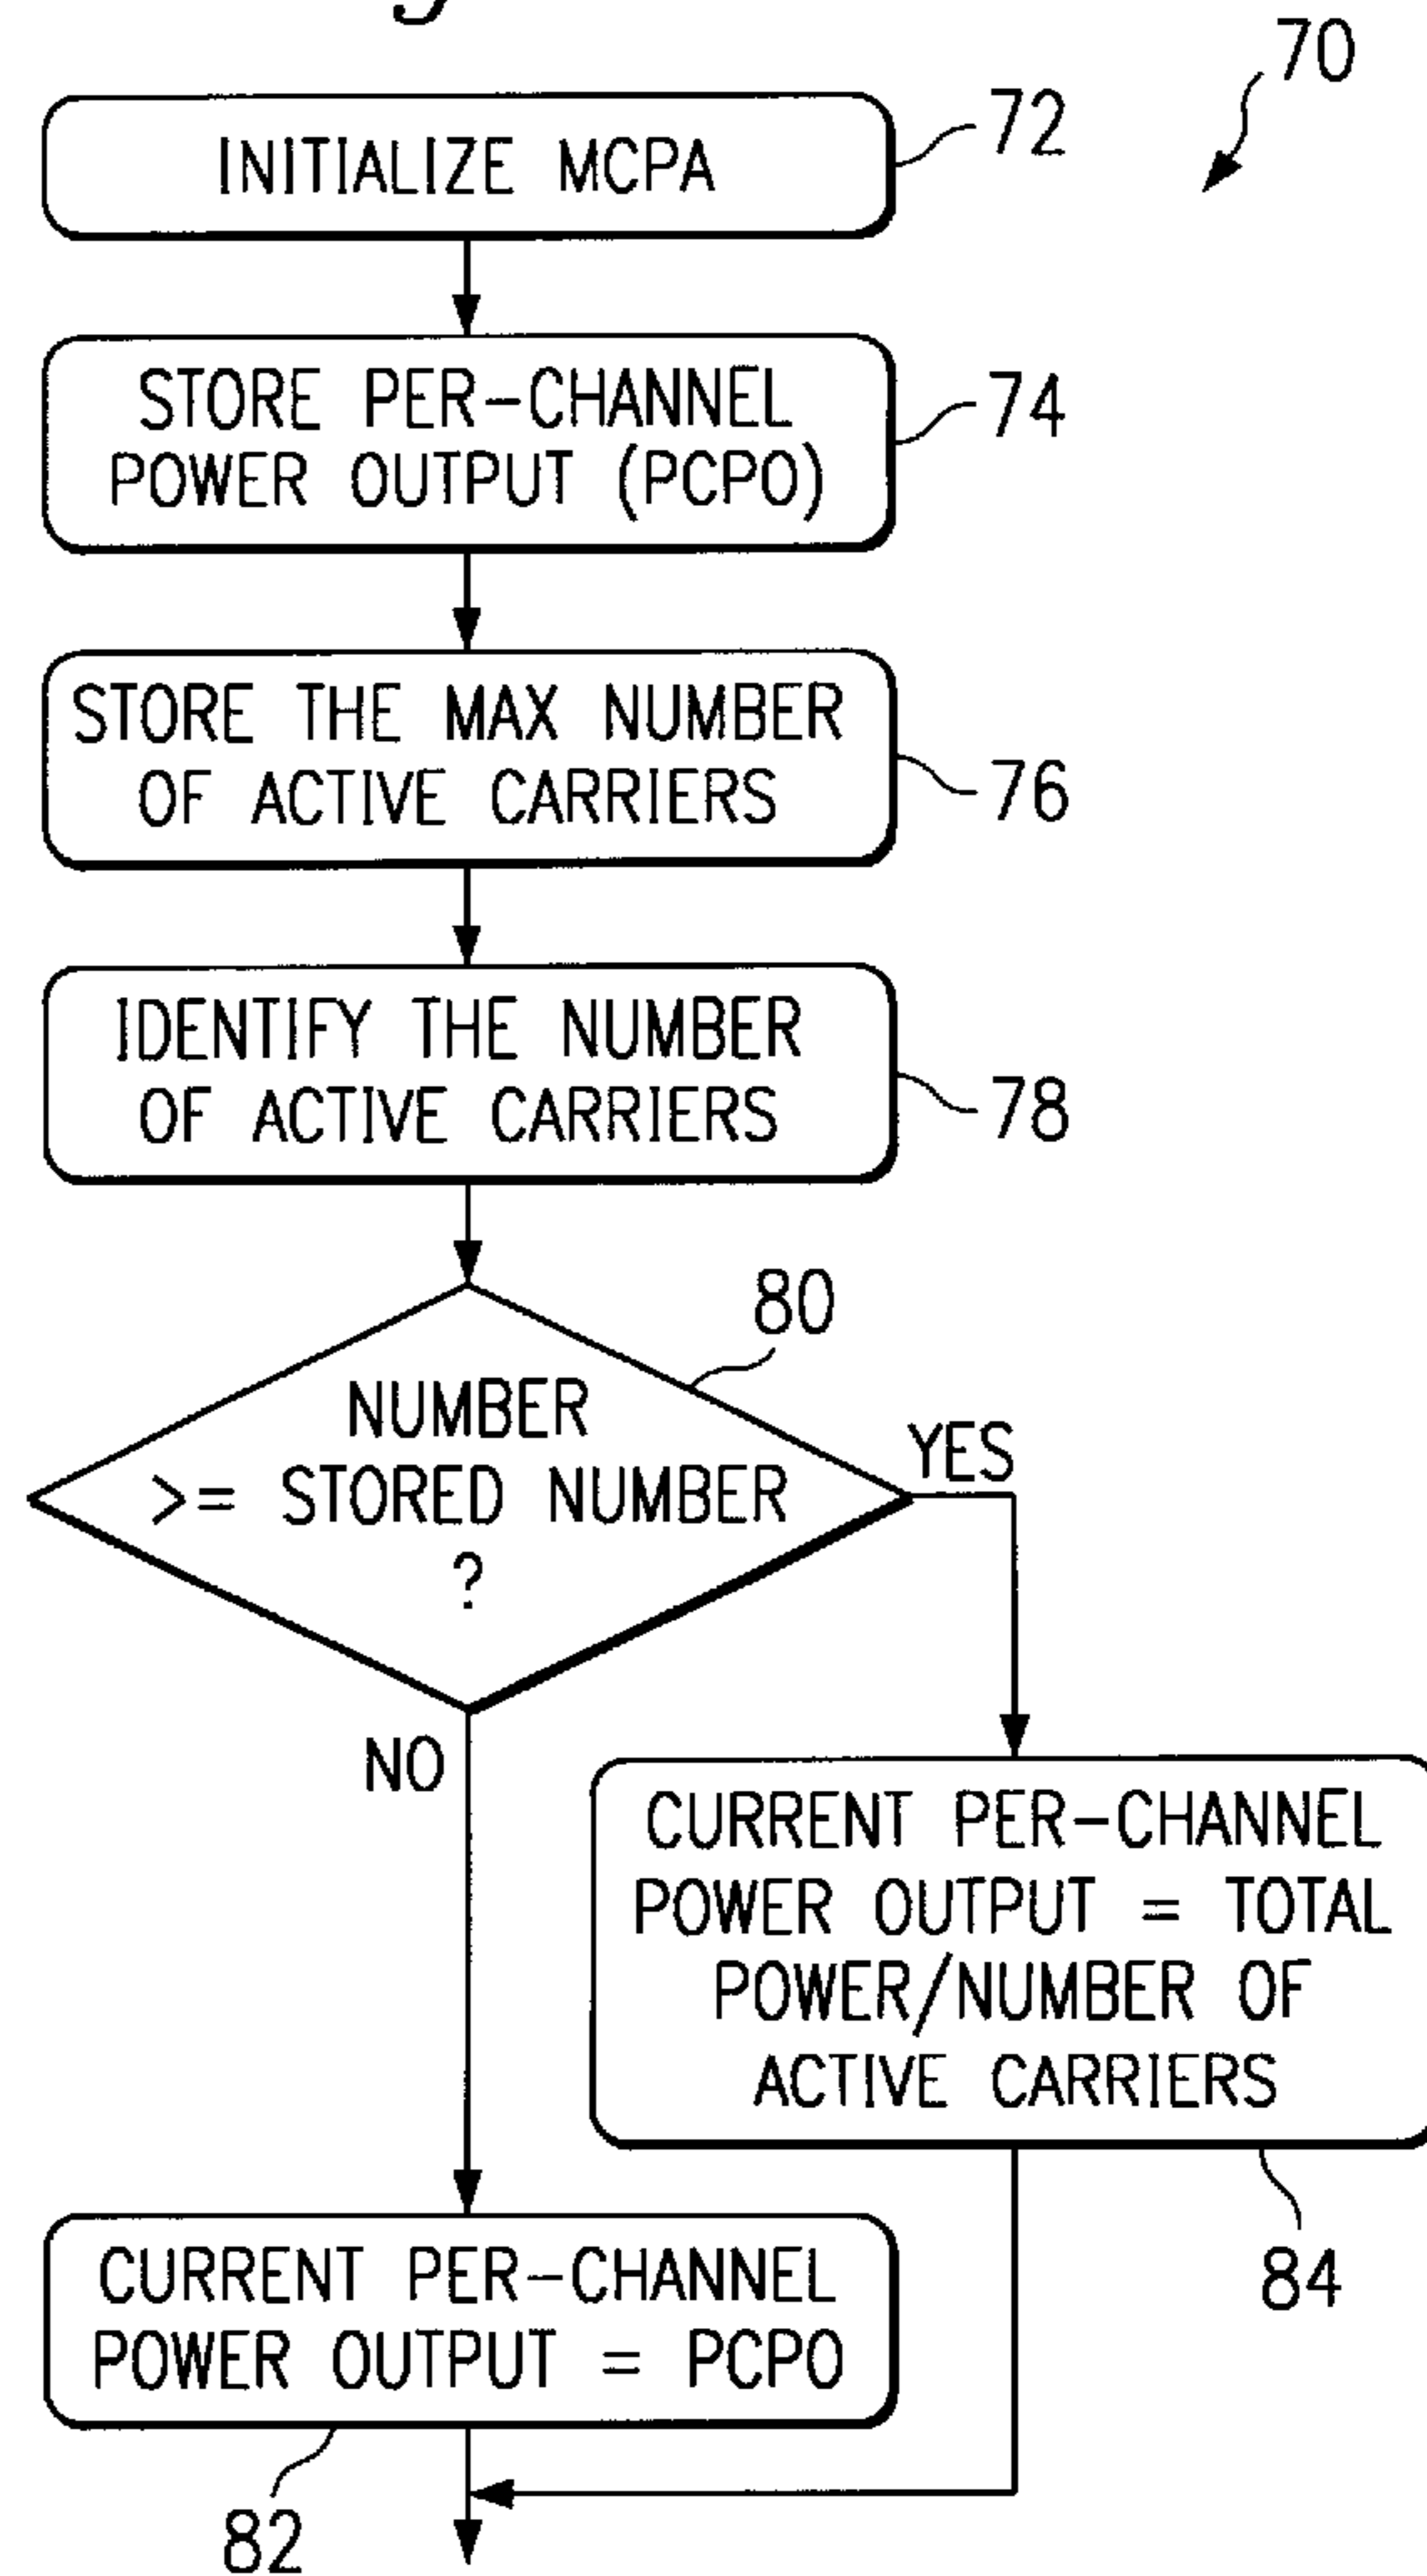 70
INITIALIZE MCPA
72
STORE PER-CHANNEL
POWER OUTPUT (PCPO)
74
STORE THE MAX NUMBER
OF ACTIVE CARRIERS
76
IDENTIFY THE NUMBER
OF ACTIVE CARRIERS
78
80
NUMBER
>= STORED NUMBER
?
YES
NO
CURRENT PER-CHANNEL
POWER OUTPUT = TOTAL
POWER/NUMBER OF
ACTIVE CARRIERS
84
CURRENT PER-CHANNEL
POWER OUTPUT = PCPO
82